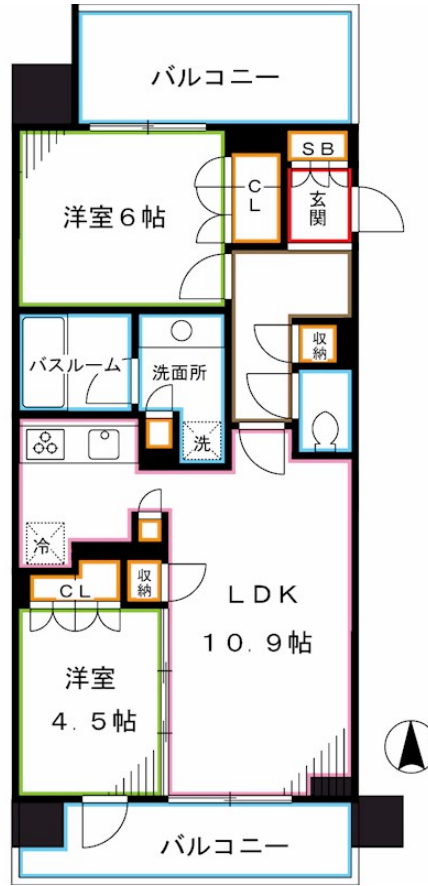 バルコニー
SB
洋室6帖
CL
玄関
バスルーム
洗面所
収納
洗
冷
CL
収納
LDK
10.9帖
洋室
4.5帖
バルコニー